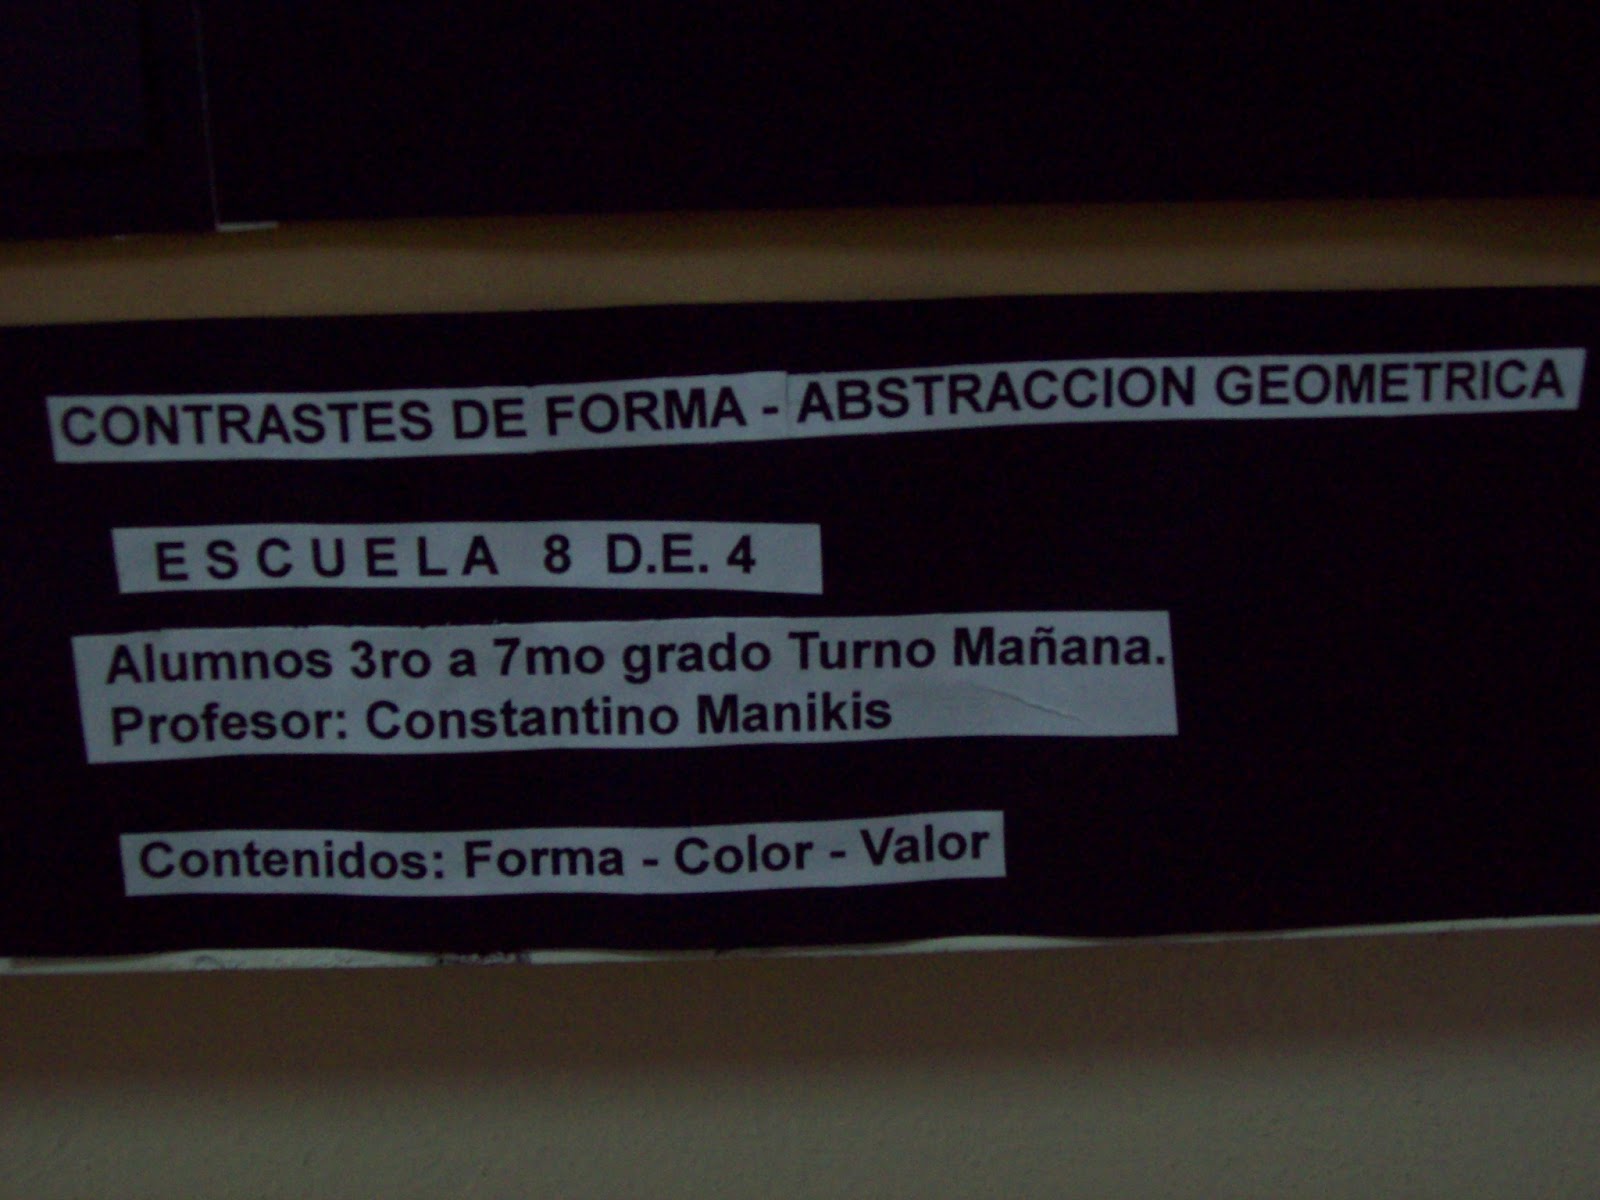 CONTRASTES DE FORMA - ABSTRACCION GEOMETRICA
ESCUELA 8 D.E. 4
Alumnos 3ro a 7mo grado Turno Mañana.
Profesor: Constantino Manikis
Contenidos: Forma - Color - Valor